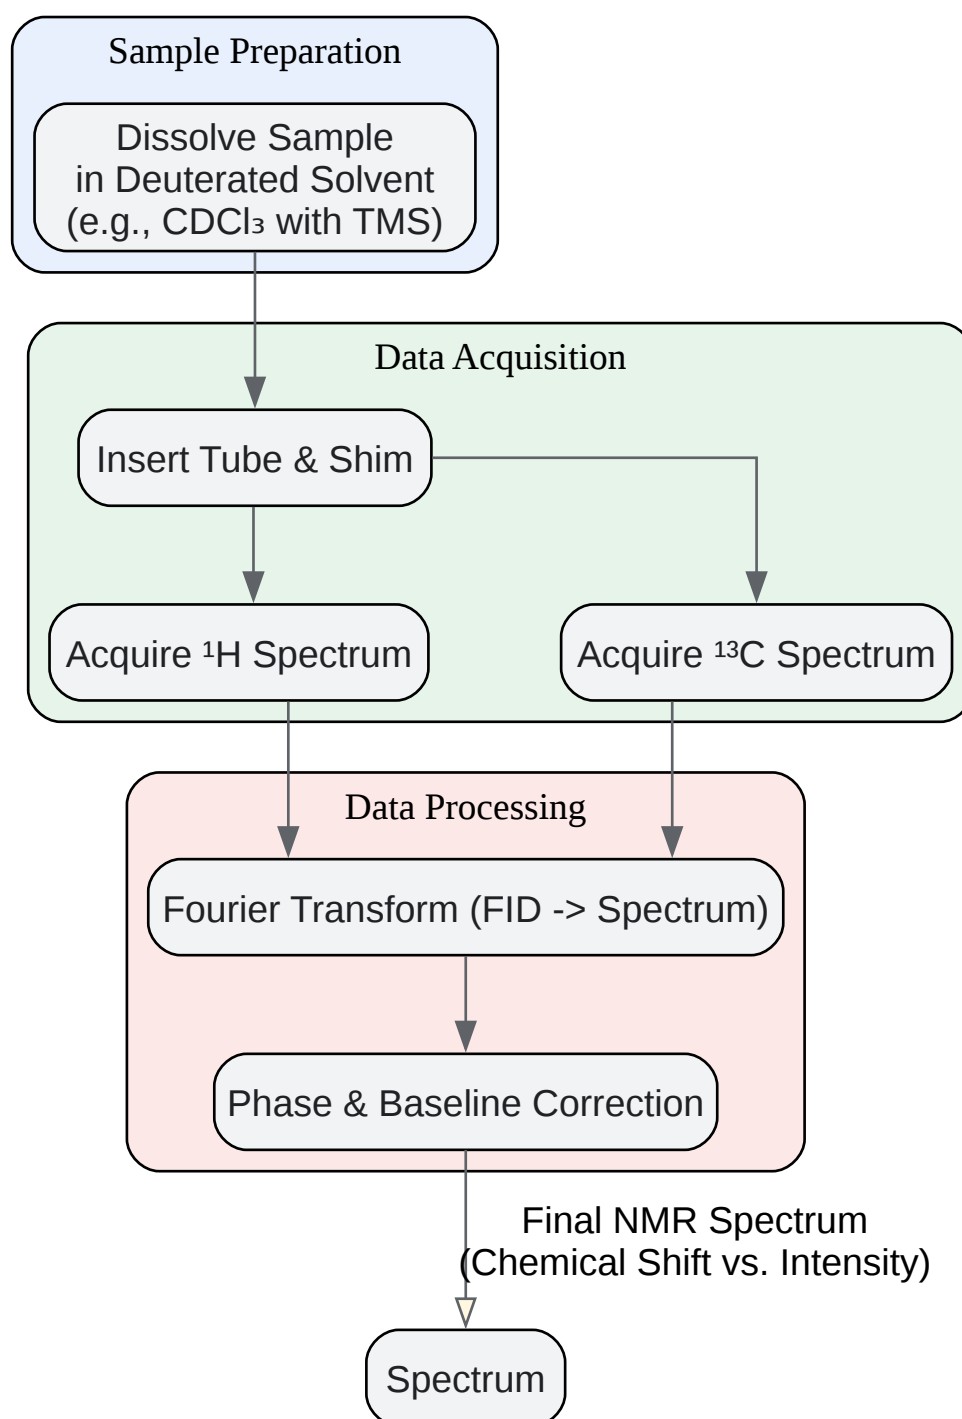 Sample Preparation
Dissolve Sample
in Deuterated Solvent
(e.g., CDCl₃ with TMS)
Data Acquisition
Insert Tube & Shim
Acquire ¹H Spectrum
Acquire ¹³C Spectrum
Data Processing
Fourier Transform (FID -> Spectrum)
Phase & Baseline Correction
Final NMR Spectrum
(Chemical Shift vs. Intensity)
Spectrum